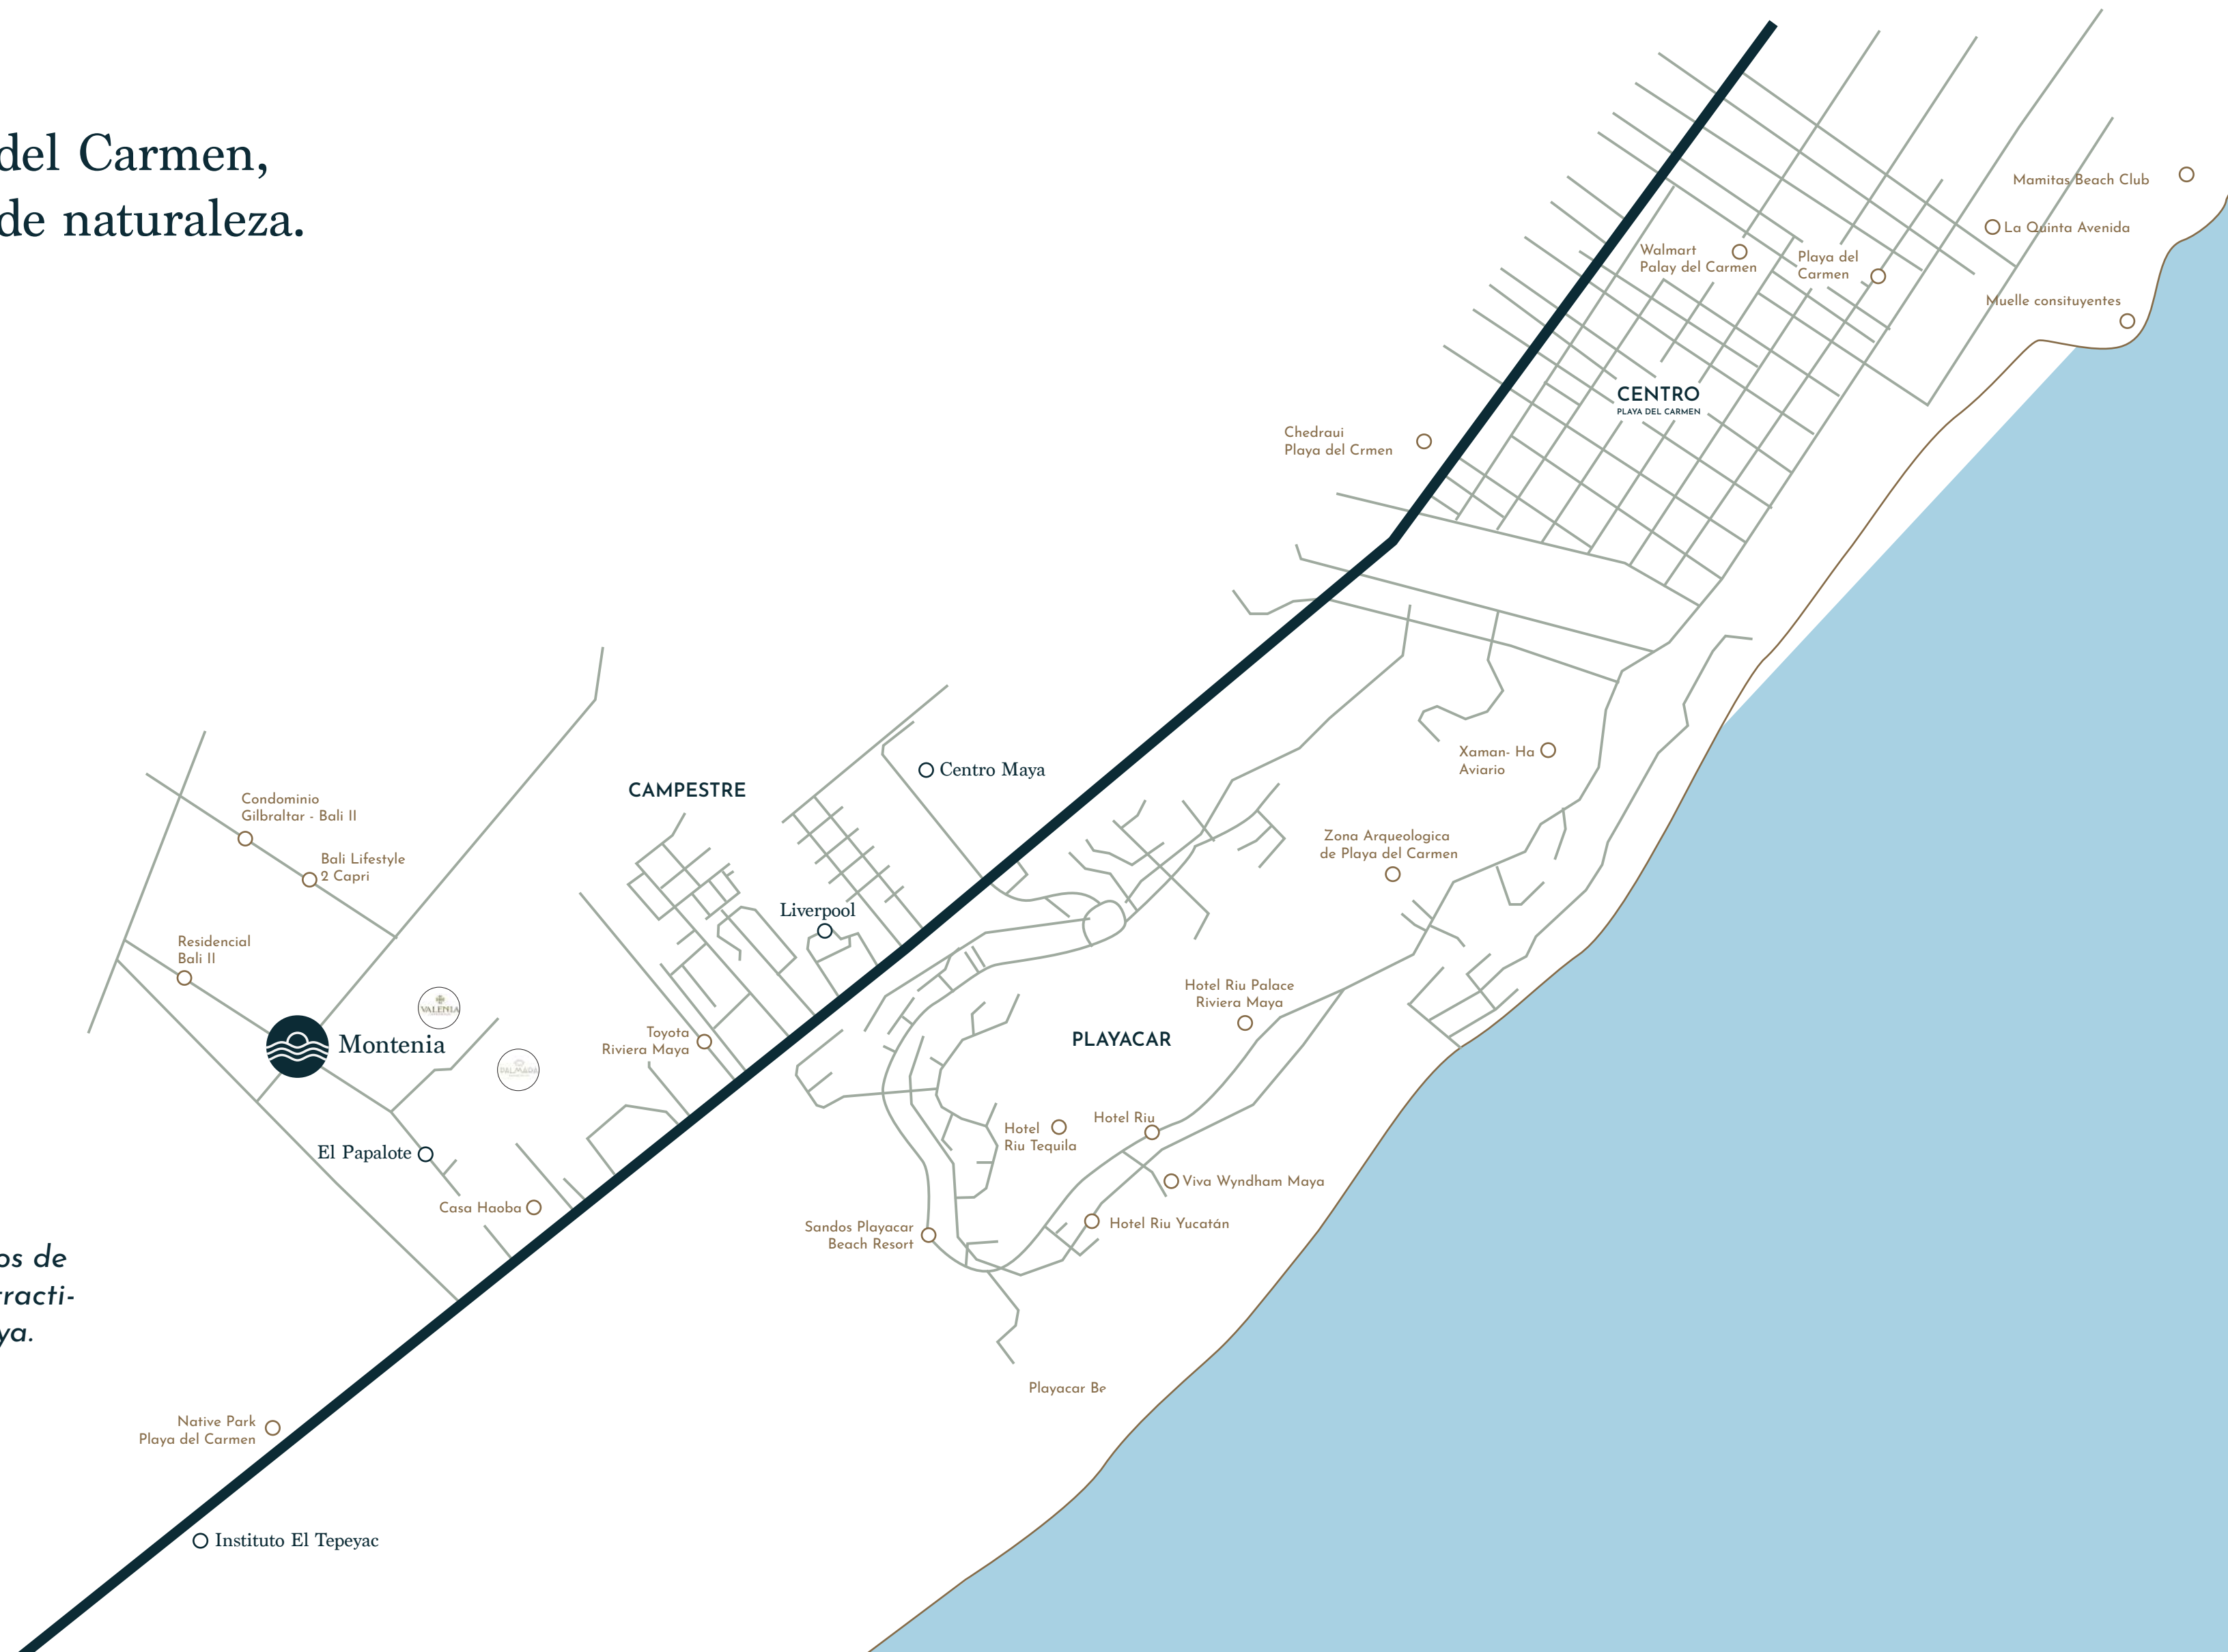 del Carmen,
de naturaleza.
Mamitas Beach Club
La Quinta Avenida
Walmart
Palay del Carmen
Playa del
Carmen
Muelle consituyentes
CENTRO
PLAYA DEL CARMEN
Chedraui
Playa del Crmen
Xaman- Ha
Aviario
Centro Maya
CAMPESTRE
Condominio
Gilbraltar - Bali II
Zona Arqueologica
de Playa del Carmen
Bali Lifestyle
2 Capri
Liverpool
Residencial
Bali II
Hotel Riu Palace
Riviera Maya
VALENIA
Montenia
Toyota
Riviera Maya
PLAYACAR
PALMARA
Hotel Riu
Hotel
Riu Tequila
El Papalote
Viva Wyndham Maya
Casa Haoba
Hotel Riu Yucatán
Sandos Playacar
Beach Resort
os de
racti-
ya.
Playacar Be
Native Park
Playa del Carmen
Instituto El Tepeyac